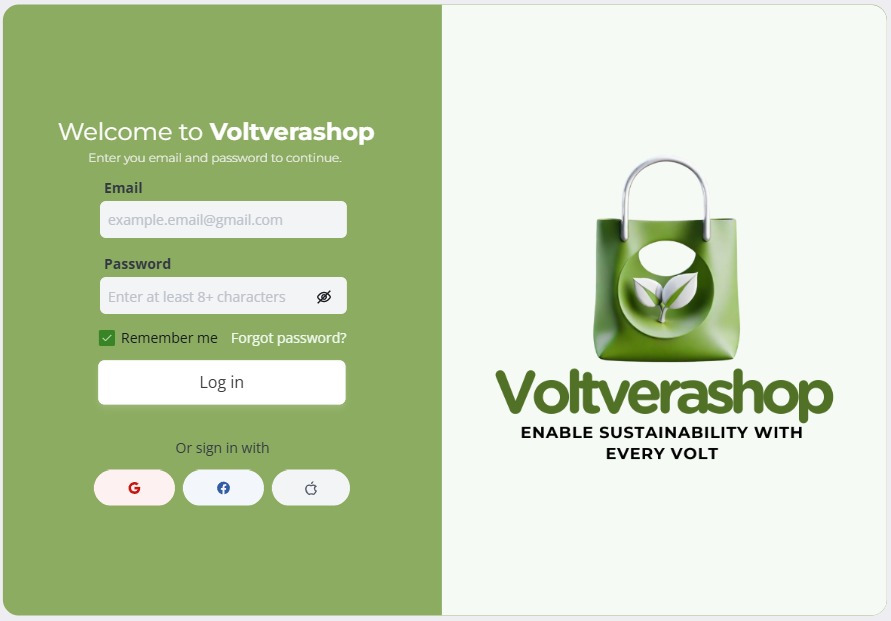 Welcome to Voltverashop
Enter you email and password to continue.
Email
example.email@gmail.com
Password
Enter at least 8+ characters
Remember me
Forgot password?
Log in
Or sign in with
Voltverashop
ENABLE SUSTAINABILITY WITH
EVERY VOLT